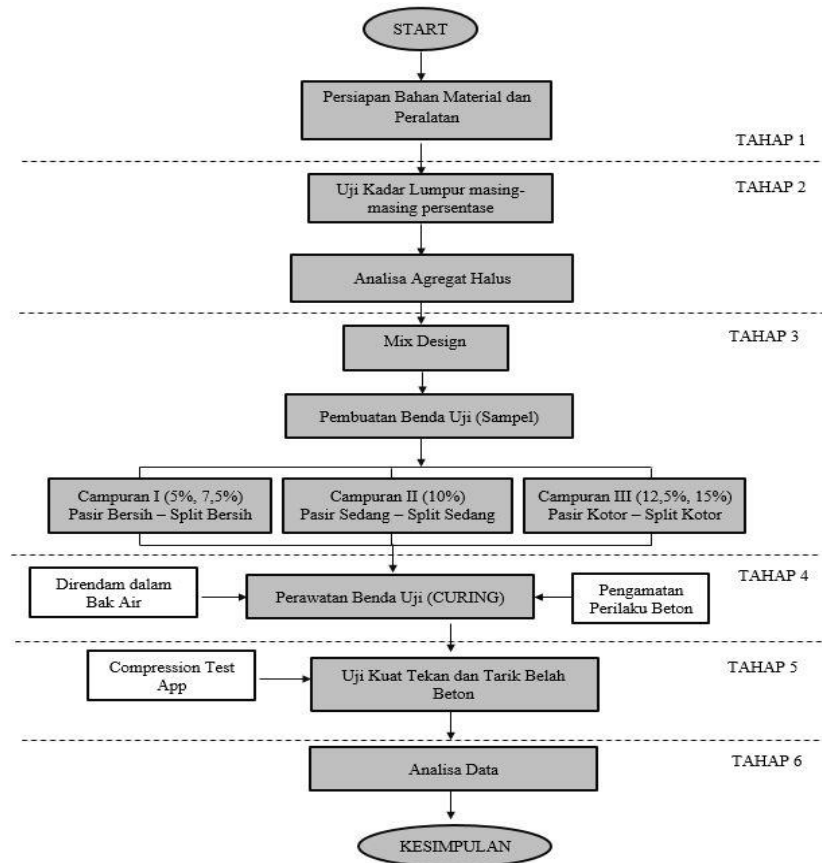 START
Persiapan Bahan Material dan
Peralatan
TAHAP 1
Uji Kadar Lumpur masing-
masing persentase
TAHAP 2
Analisa Agregat Halus
Mix Design
TAHAP 3
Pembuatan Benda Uji (Sampel)
Campuran I (5%, 7,5%)
Pasir Bersih – Split Bersih
Campuran II (10%)
Pasir Sedang – Split Sedang
Campuran III (12,5%, 15%)
Pasir Kotor – Split Kotor
TAHAP 4
Direndam dalam
Bak Air
Perawatan Benda Uji (CURING)
Pengamatan
Perilaku Beton
Compression Test
App
Uji Kuat Tekan dan Tarik Belah
Beton
TAHAP 5
Analisa Data
TAHAP 6
KESIMPULAN